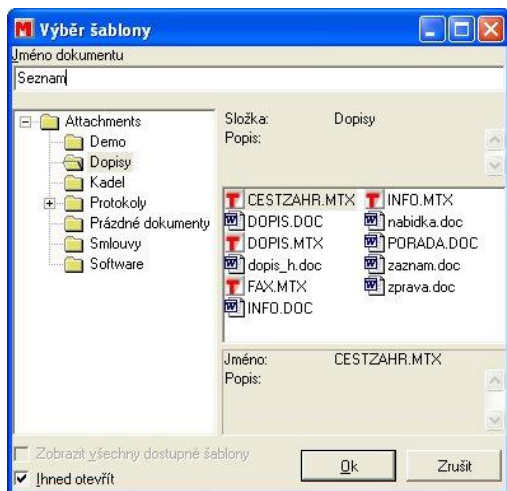 Výběr šablony
Jméno dokumentu
Seznam
Attachments
Demo
Dopisy
Kadel
Protokoly
Prázdné dokumenty
Smlouvy
Software
Složka: Dopisy
Popis:
CESTZAHR.MTX INFO.MTX
DOPIS.DOC nabidka.doc
DOPIS.MTX PORADA.DOC
dopis_h.doc zaznam.doc
FAX.MTX zprava.doc
INFO.DOC
Jméno: CESTZAHR.MTX
Popis:
Zobrazit všechny dostupné šablony
Ihned otevřít
Ok Zrušit